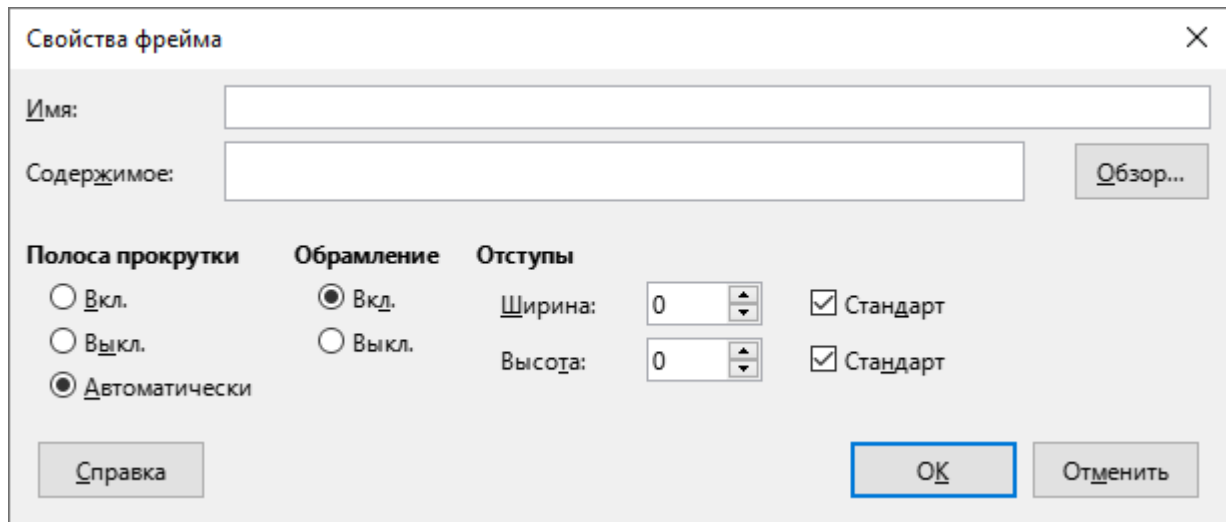 Свойства фрейма
Имя:
Содержимое: Обзор...
Полоса прокрутки Обрамление Отступы
Вкл. Вкл. Ширина: 0 Стандарт
Выкл. Выкл. Высота: 0 Стандарт
Автоматически
Справка ОК Отменить